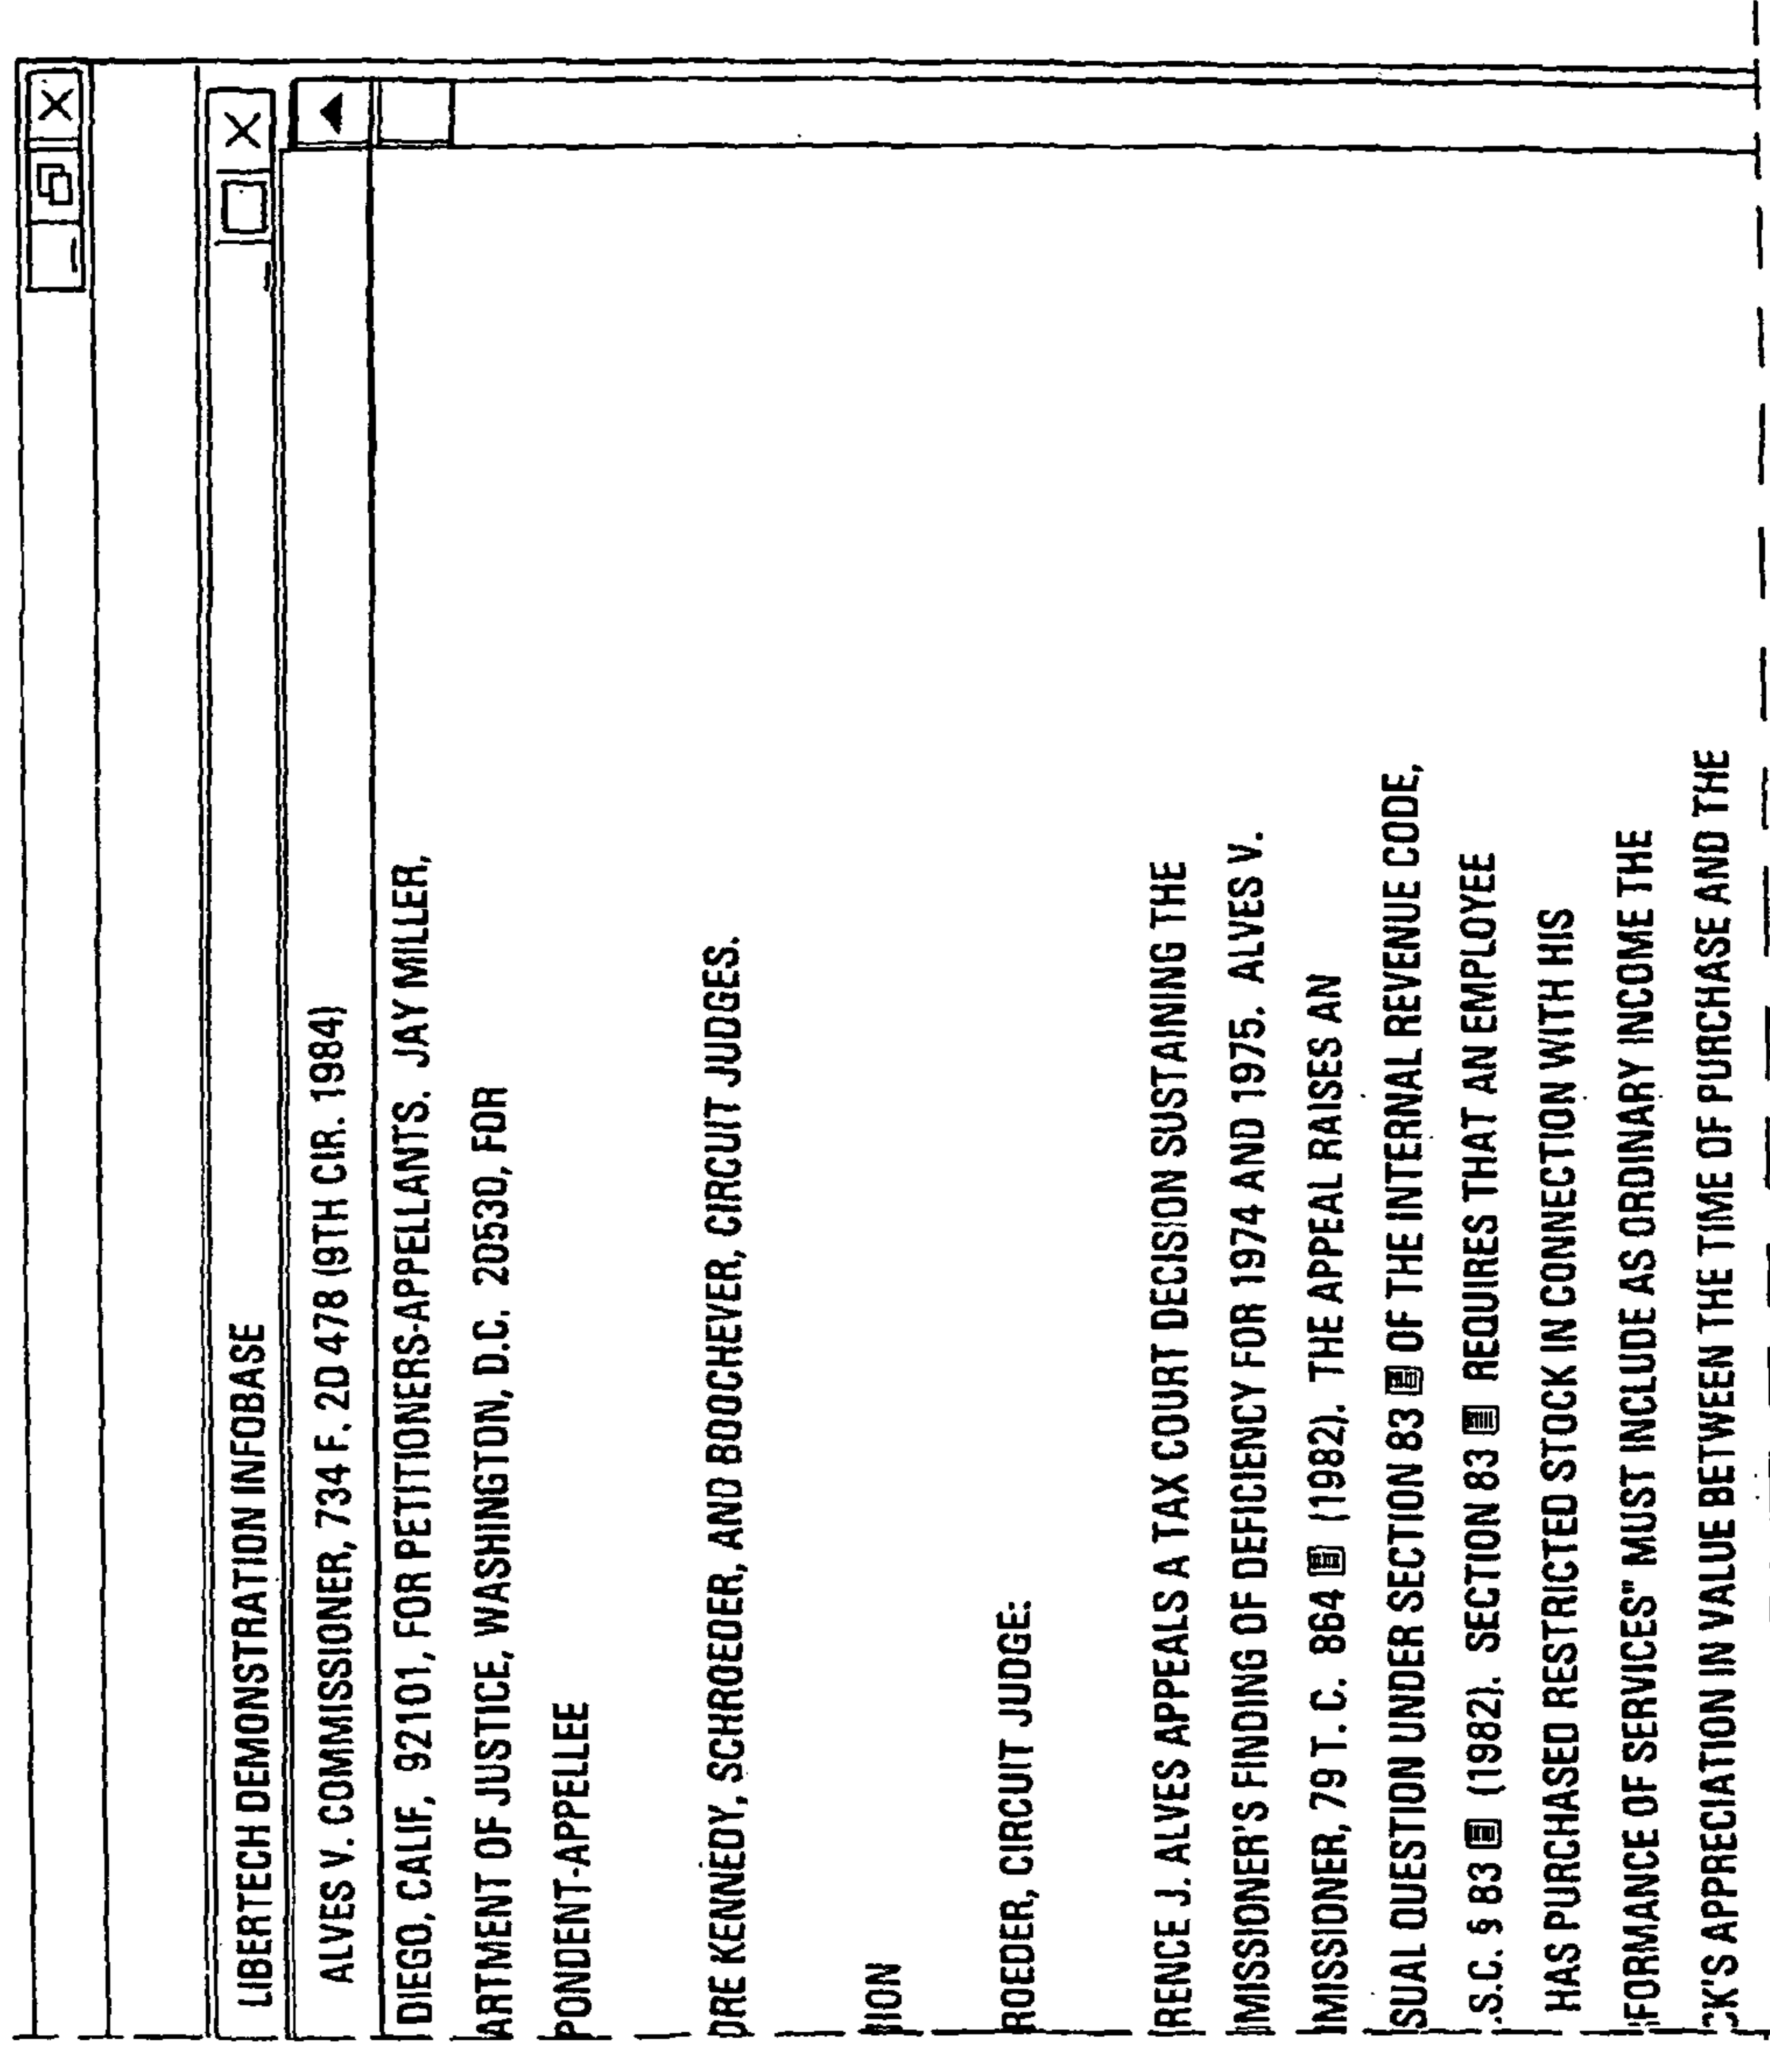 LIBERTECH DEMONSTRATION INFOBASE
ALVES V. COMMISSIONER, 734 F. 2D 478 (9TH CIR. 1984)
DIEGO, CALIF, 92101, FOR PETITIONERS-APPELLANTS. JAY MILLER,
ARTMENT OF JUSTICE, WASHINGTON, D.C. 20530, FOR
PONDENT-APPELLEE
ORE KENNEDY, SCHROEDER, AND BOOCHEVER, CIRCUIT JUDGES.
NION
ROEDER, CIRCUIT JUDGE:
RENCE J. ALVES APPEALS A TAX COURT DECISION SUSTAINING THE
MMISSIONER'S FINDING OF DEFICIENCY FOR 1974 AND 1975. ALVES V.
MMISSIONER, 79 T. C. 864 (1982). THE APPEAL RAISES AN
SUAL QUESTION UNDER SECTION 83 OF THE INTERNAL REVENUE CODE,
.S.C. § 83 (1982). SECTION 83 REQUIRES THAT AN EMPLOYEE
HAS PURCHASED RESTRICTED STOCK IN CONNECTION WITH HIS
FORMANCE OF SERVICES" MUST INCLUDE AS ORDINARY INCOME THE
CK'S APPRECIATION IN VALUE BETWEEN THE TIME OF PURCHASE AND THE